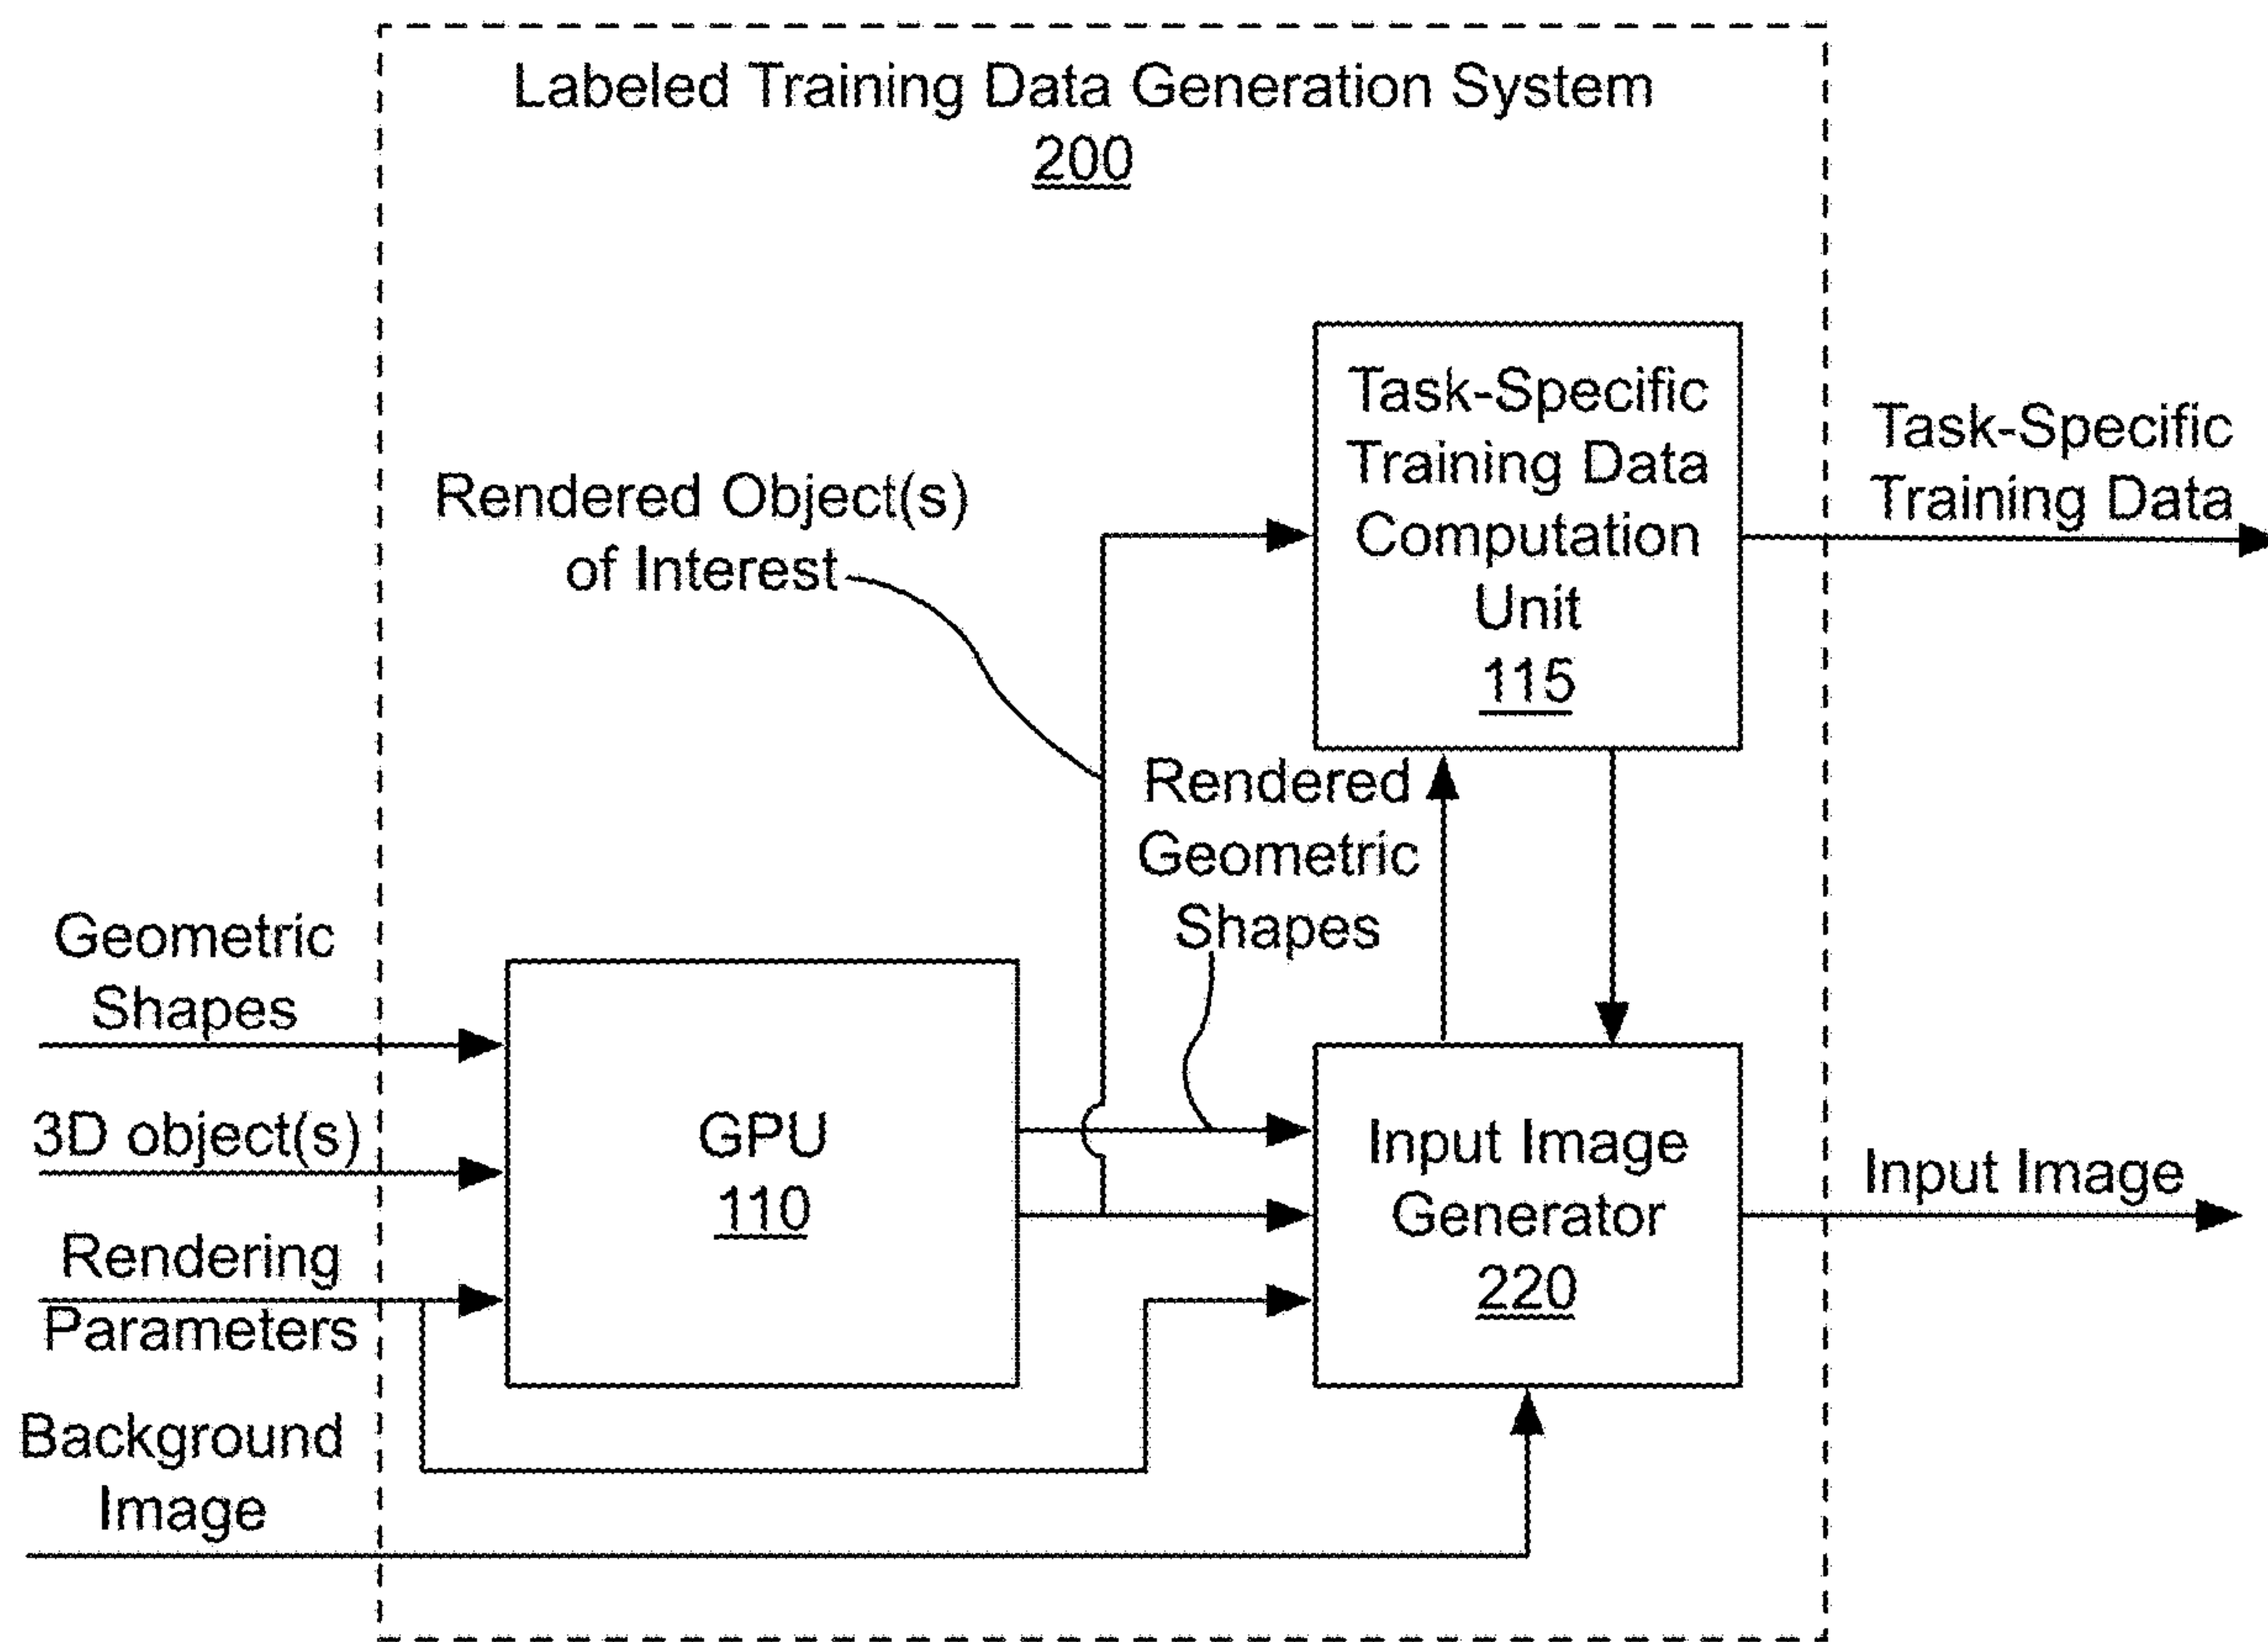 Labeled Training Data Generation System
200
Task-Specific
Training Data
Computation
Unit
115
Task-Specific
Training Data
Rendered Object(s)
of Interest
Rendered
Geometric
Shapes
Geometric
Shapes
3D object(s)
Rendering
Parameters
Background
Image
GPU
110
Input Image
Generator
220
Input Image